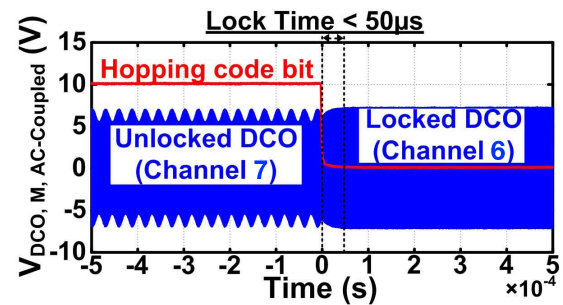 Lock Time < 50µs
15
10
5
0
-5
-10
V_DCO, M, AC-Coupled (V)
Hopping code bit
Unlocked DCO
(Channel 7)
Locked DCO
(Channel 6)
-5 -4 -3 -2 -1 0 1 2 3 4 5
Time (s)
×10⁻⁴